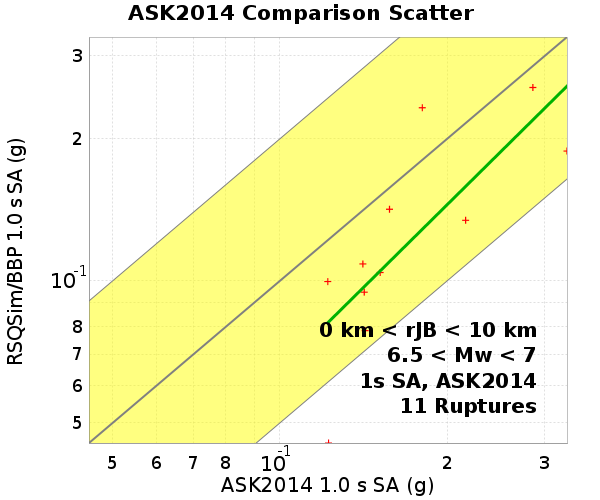 ASK2014 Comparison Scatter
RSQSim/BBP 1.0 s SA (g)
3
2
10-1
8
7
6
5
0 km < rJB < 10 km
6.5 < Mw < 7
1s SA, ASK2014
11 Ruptures
5 6 7 8 10-1 2 3
ASK2014 1.0 s SA (g)